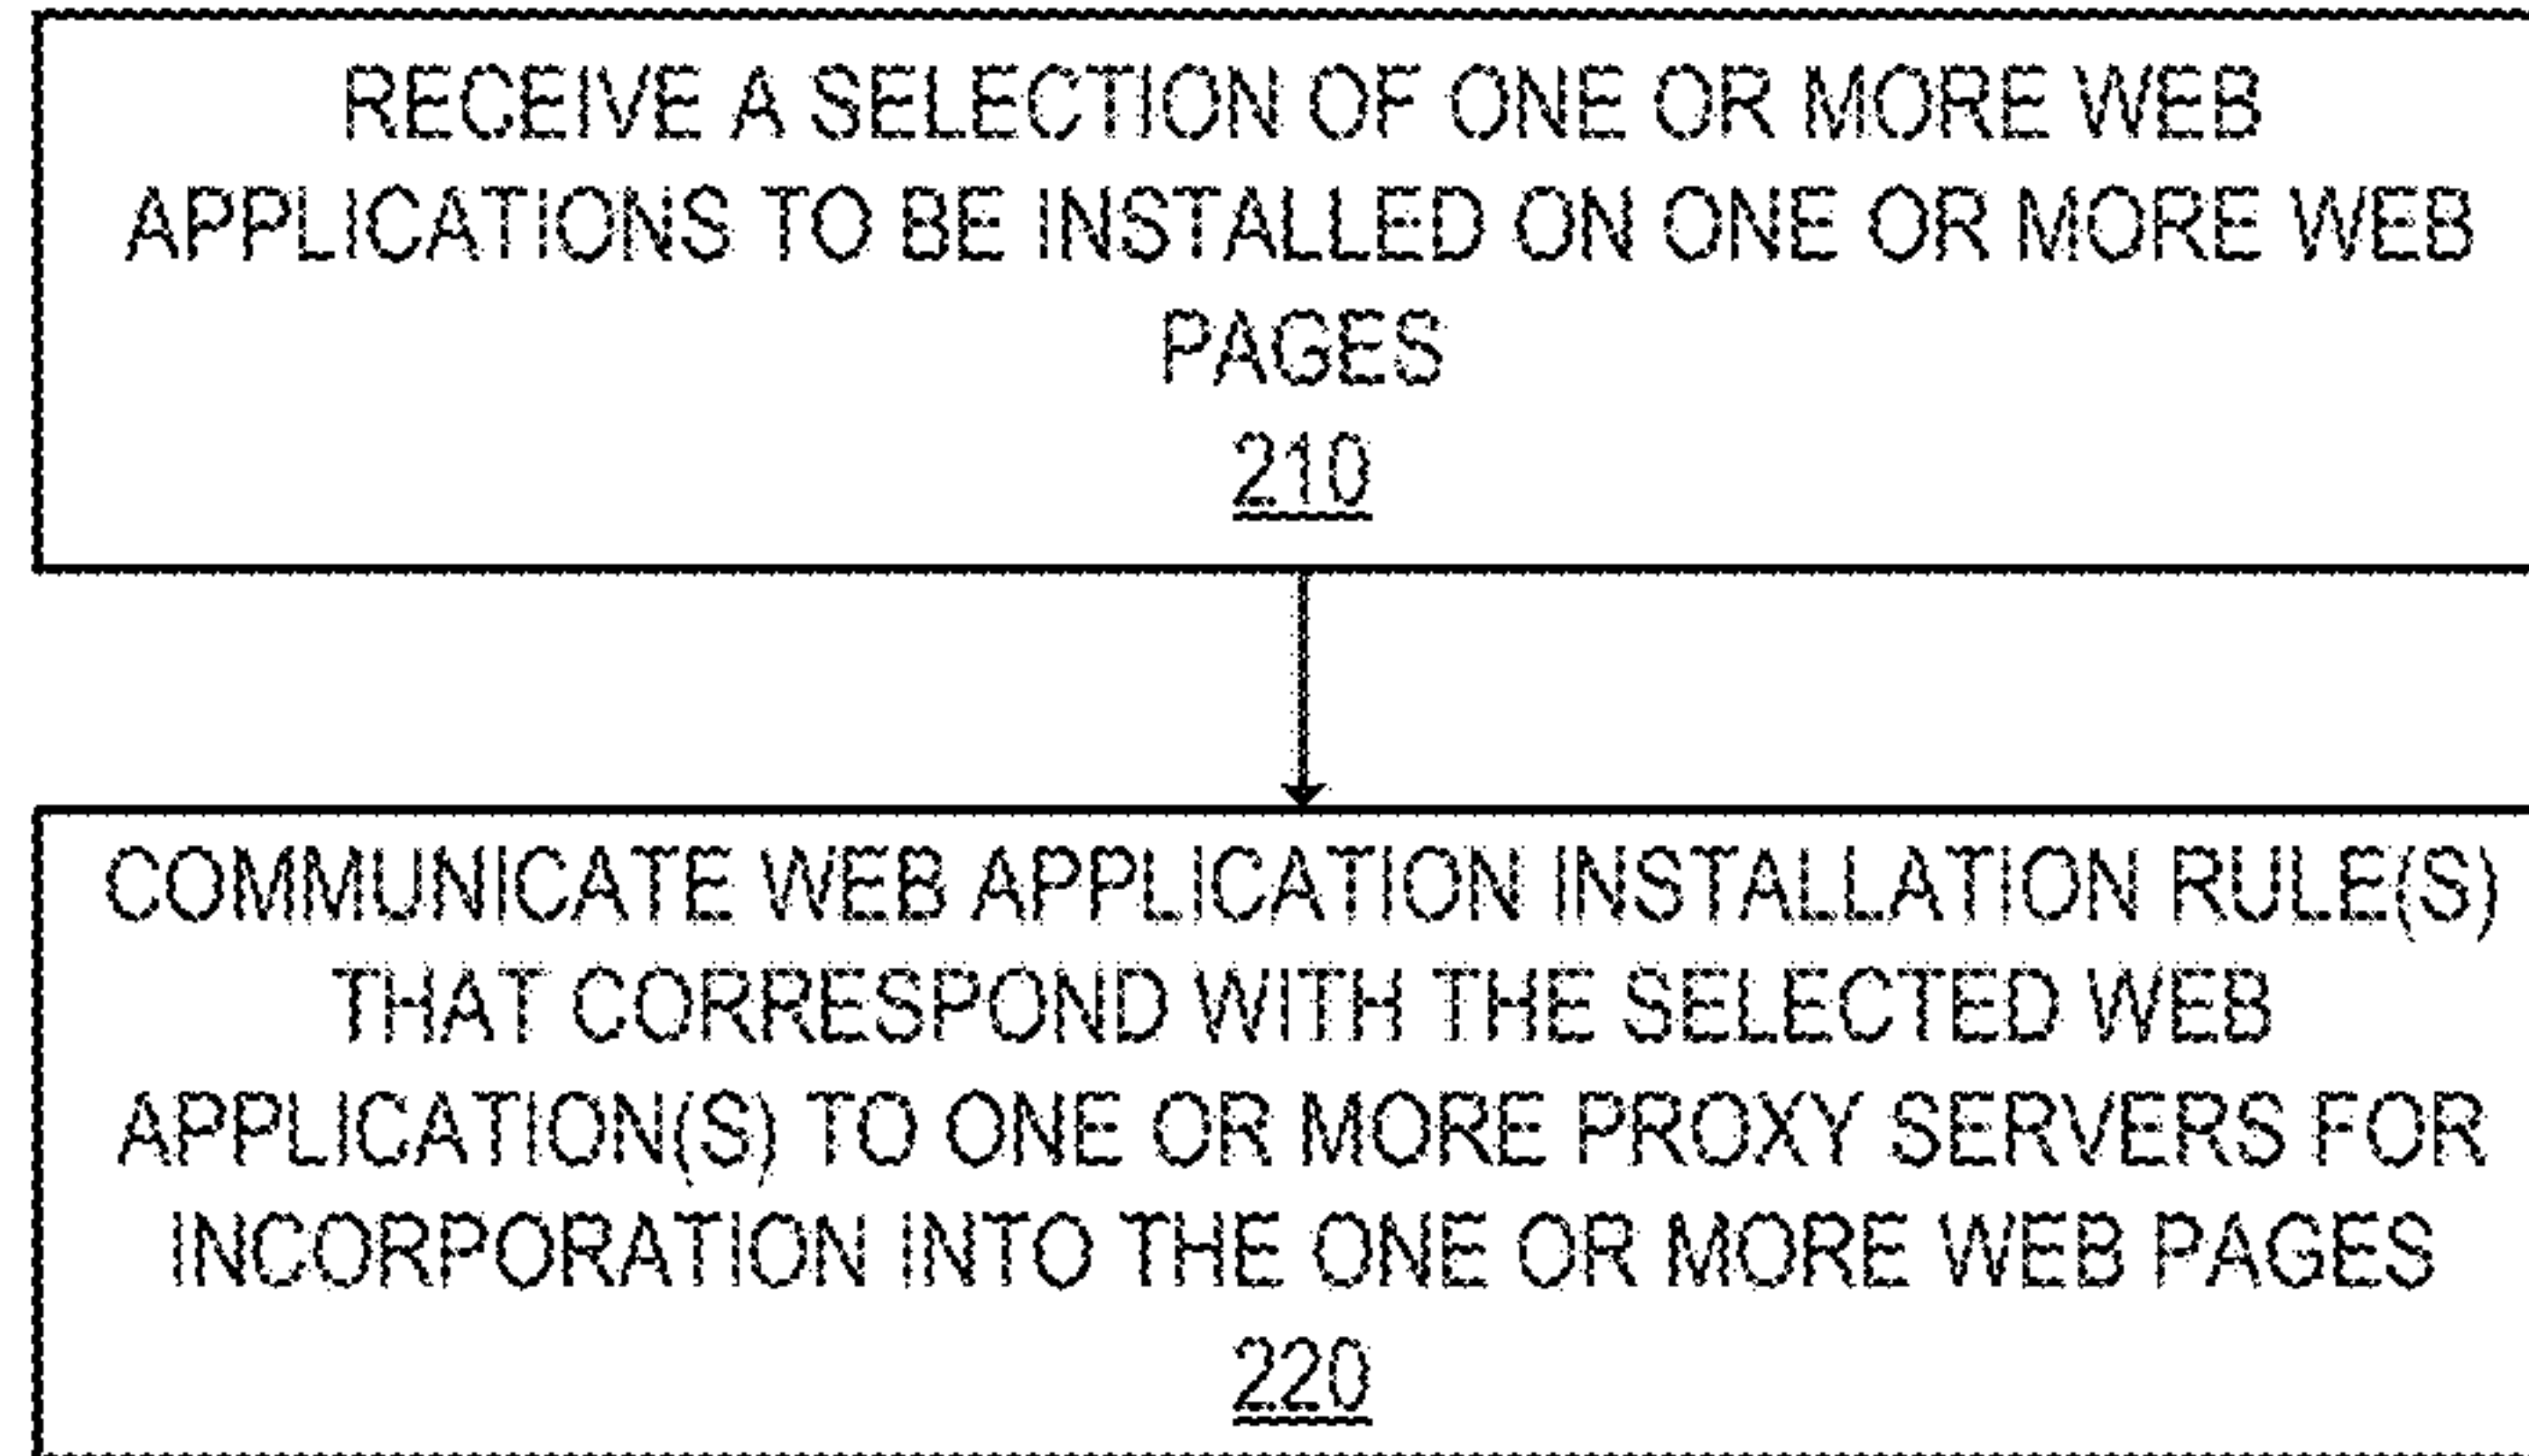 RECEIVE A SELECTION OF ONE OR MORE WEB
APPLICATIONS TO BE INSTALLED ON ONE OR MORE WEB
PAGES
210
COMMUNICATE WEB APPLICATION INSTALLATION RULE(S)
THAT CORRESPOND WITH THE SELECTED WEB
APPLICATION(S) TO ONE OR MORE PROXY SERVERS FOR
INCORPORATION INTO THE ONE OR MORE WEB PAGES
220